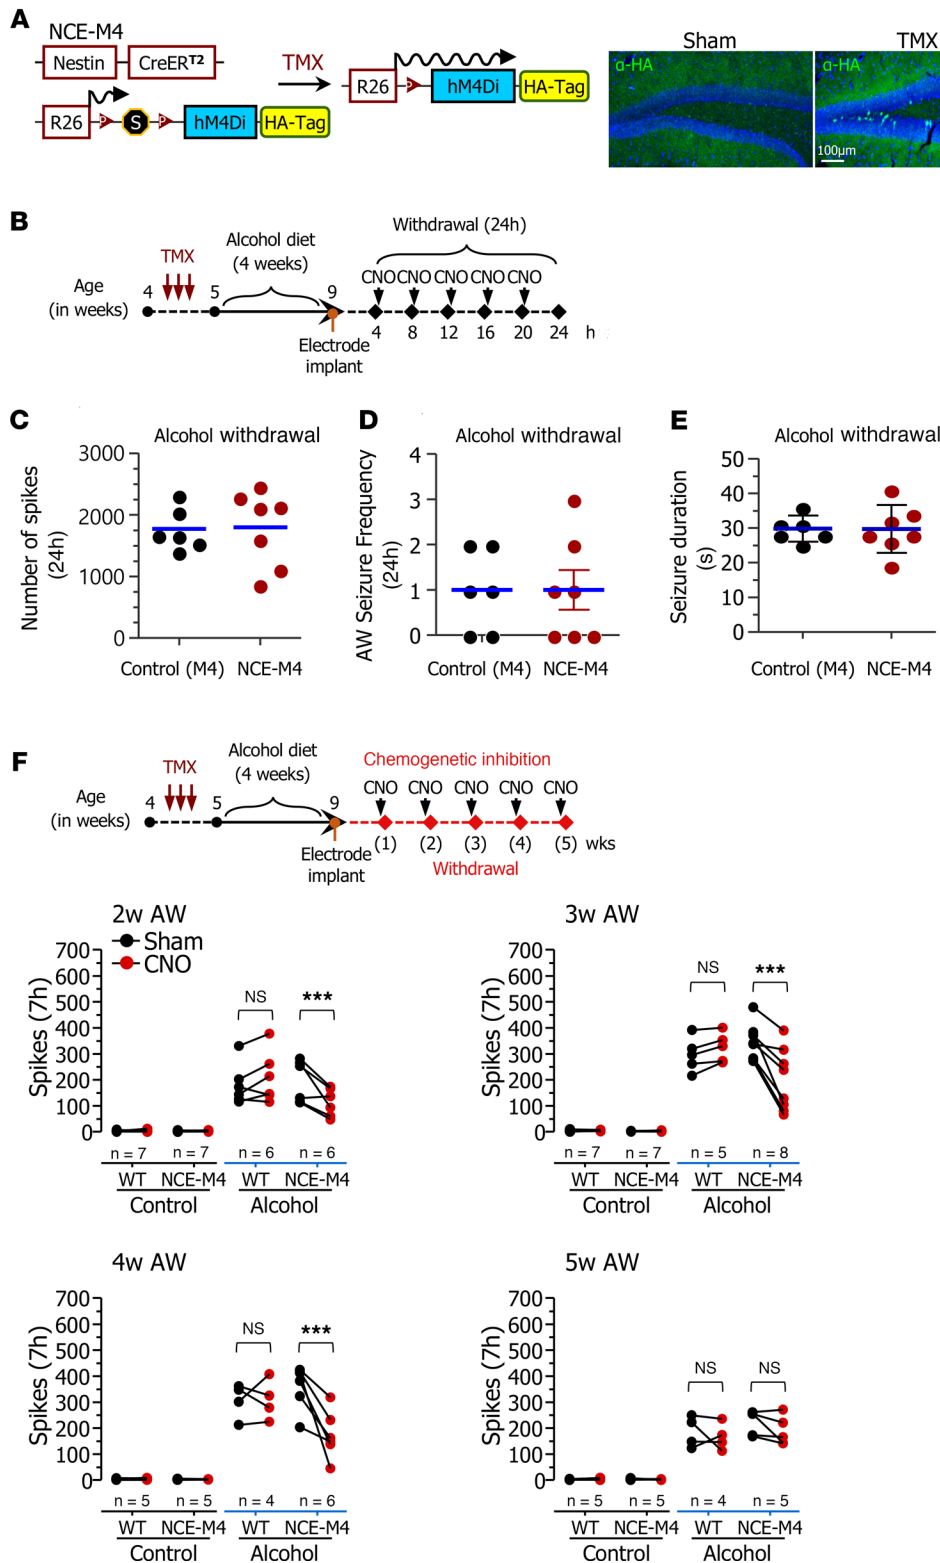 A
NCE-M4
Nestin
CreERT2
TMX
R26
P
hM4Di
HA-Tag
R26
P
S
P
hM4Di
HA-Tag
Sham
TMX
α-HA
α-HA
100µm
B
Withdrawal (24h)
Alcohol diet
(4 weeks)
TMX
CNO CNO CNO CNO CNO
Age
(in weeks)
4
5
9
4 8 12 16 20 24 h
Electrode
implant
C
Alcohol withdrawal
Number of spikes
(24h)
3000
2000
1000
0
Control (M4) NCE-M4
D
Alcohol withdrawal
AW Seizure Frequency
(24h)
4
3
2
1
0
Control (M4) NCE-M4
E
Alcohol withdrawal
Seizure duration
(s)
50
40
30
20
10
0
Control (M4) NCE-M4
F
Alcohol diet
(4 weeks)
TMX
Chemogenetic inhibition
CNO CNO CNO CNO CNO
Age
(in weeks)
4
5
9
(1) (2) (3) (4) (5) wks
Electrode
implant
Withdrawal
2w AW
Sham
CNO
Spikes (7h)
700
600
500
400
300
200
100
0
NS
***
n = 7 n = 7 n = 6 n = 6
WT NCE-M4 WT NCE-M4
Control Alcohol
3w AW
Spikes (7h)
700
600
500
400
300
200
100
0
NS
***
n = 7 n = 7 n = 5 n = 8
WT NCE-M4 WT NCE-M4
Control Alcohol
4w AW
Spikes (7h)
700
600
500
400
300
200
100
0
NS
***
n = 5 n = 5 n = 4 n = 6
WT NCE-M4 WT NCE-M4
Control Alcohol
5w AW
Spikes (7h)
700
600
500
400
300
200
100
0
NS
NS
n = 5 n = 5 n = 4 n = 5
WT NCE-M4 WT NCE-M4
Control Alcohol